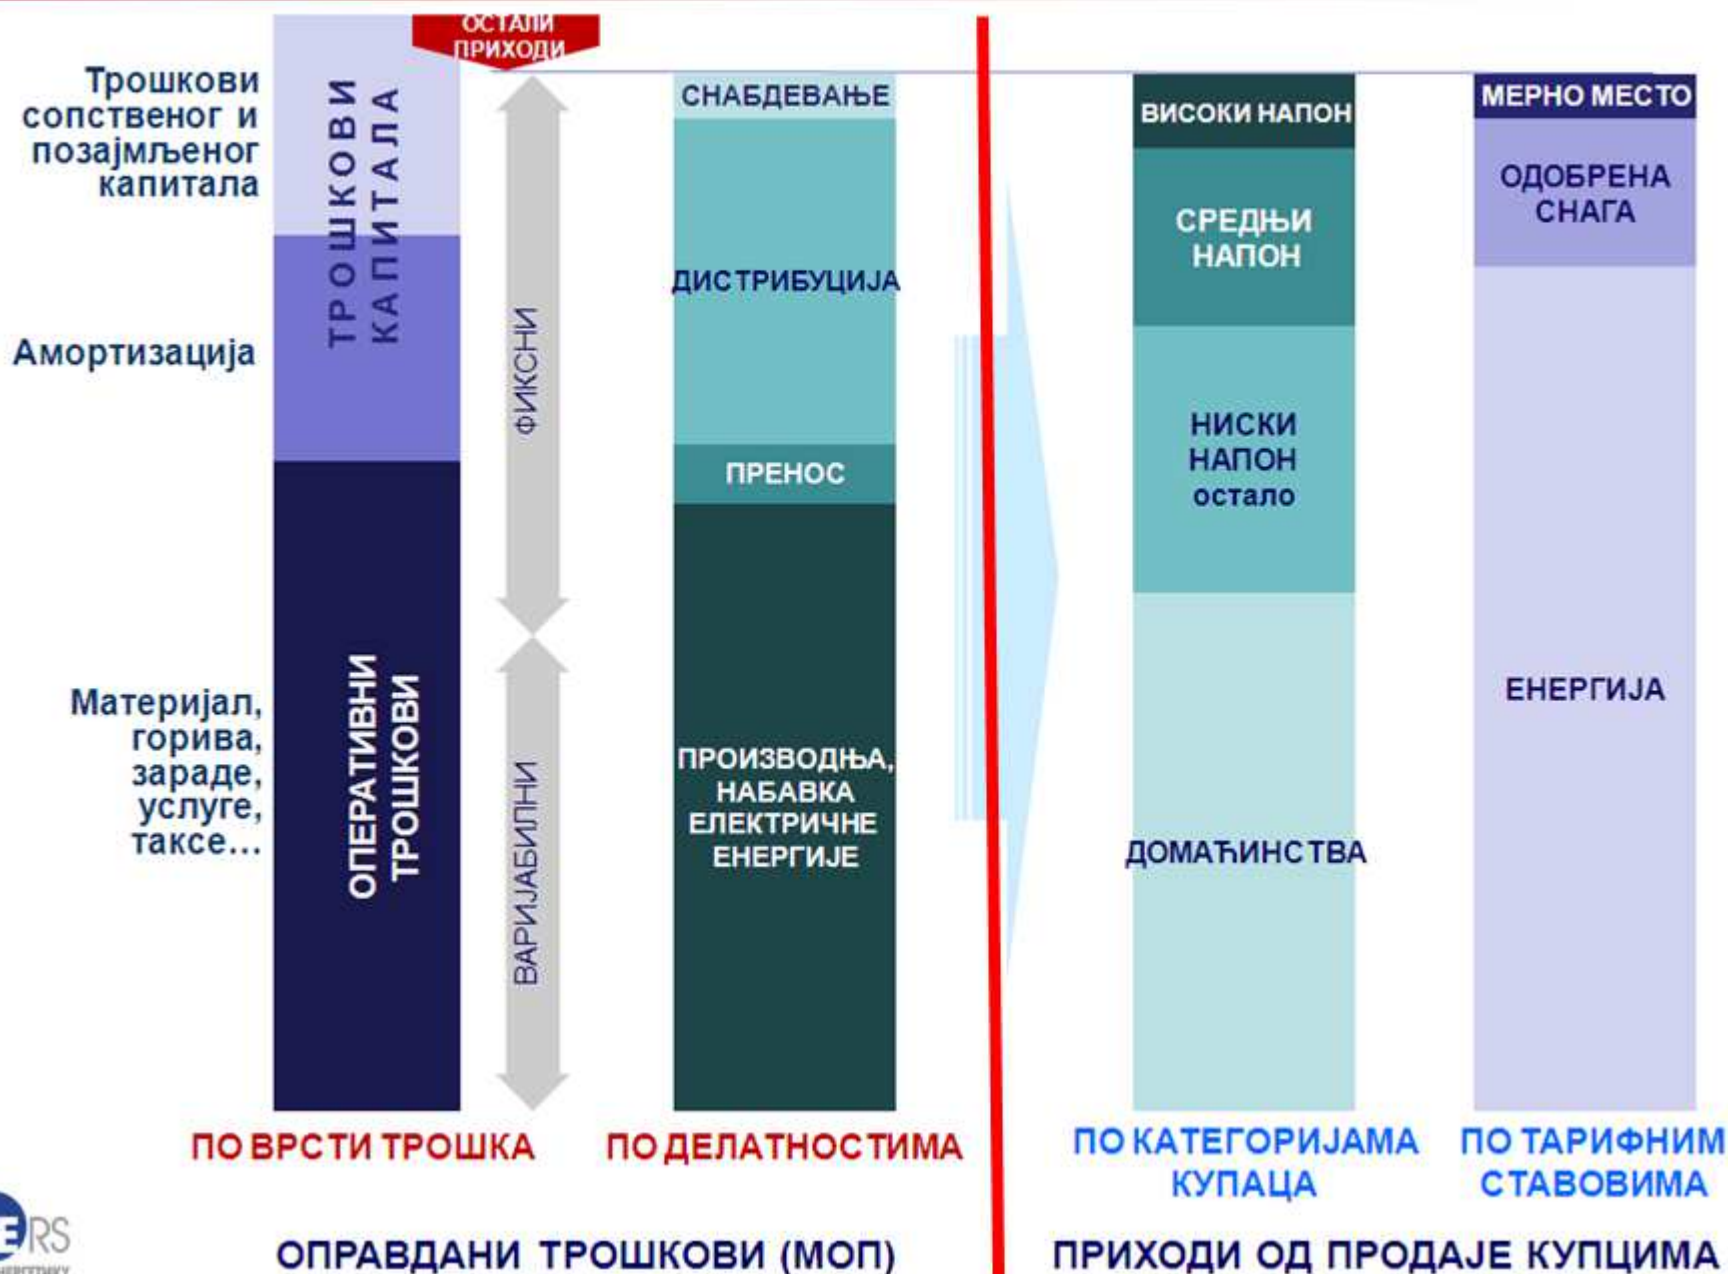 ОСТАЛИ
ПРИХОДИ
Трошкови
сопственог и
позајмљеног
капитала
Амортизација
Материјал,
горива,
зараде,
услуге,
таксе...
ТРОШКОВИ
КАПИТАЛА
ОПЕРАТИВНИ
ТРОШКОВИ
ФИКСНИ
ВАРИЈАБИЛНИ
СНАБДЕВАЊЕ
ДИСТРИБУЦИЈА
ПРЕНОС
ПРОИЗВОДЊА,
НАБАВКА
ЕЛЕКТРИЧНЕ
ЕНЕРГИЈЕ
ВИСОКИ НАПОН
СРЕДЊИ
НАПОН
НИСКИ
НАПОН
остало
ДОМАЋИНСТВА
МЕРНО МЕСТО
ОДОБРЕНА
СНАГА
ЕНЕРГИЈА
ПО ВРСТИ ТРОШКА
ПО ДЕЛАТНОСТИМА
ПО КАТЕГОРИЈАМА
КУПАЦА
ПО ТАРИФНИМ
СТАВОВИМА
ERS
ОПРАВДАНИ ТРОШКОВИ (МОП)
ПРИХОДИ ОД ПРОДАЈЕ КУПЦИМА